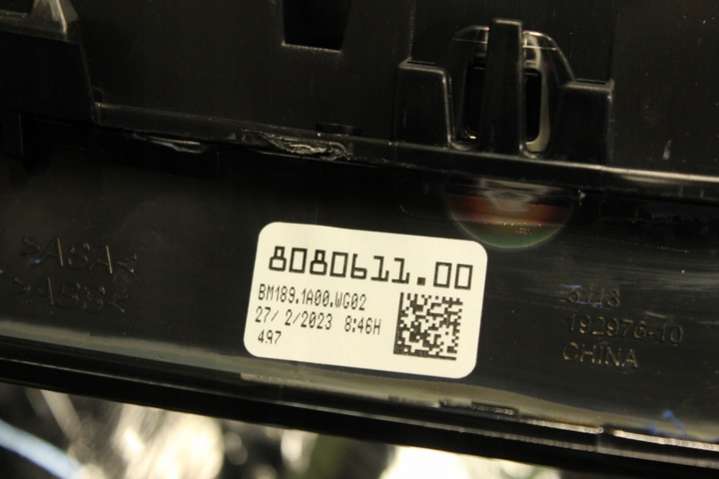 8080611.00
BM189.1A00.WG02
27/ 2/2023 8:46H
497
192976-10
CHINA